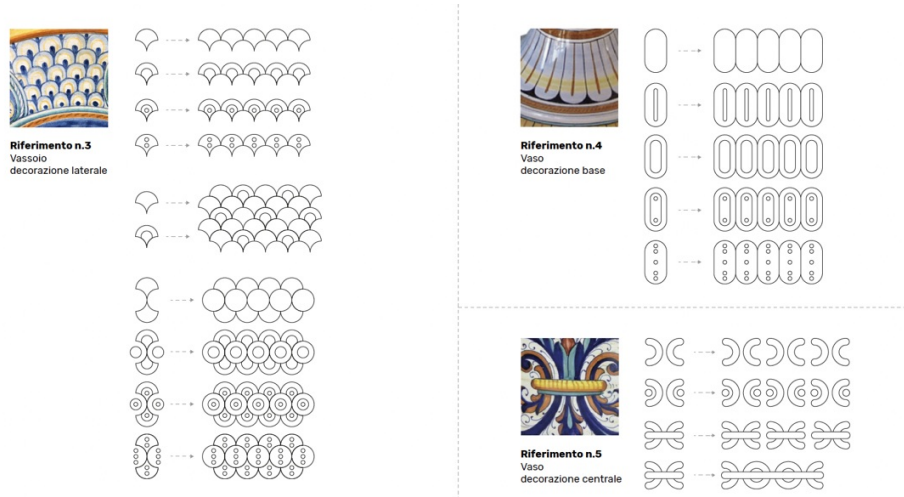 Riferimento n.3
Vassoio
decorazione laterale
Riferimento n.4
Vaso
decorazione base
Riferimento n.5
Vaso
decorazione centrale